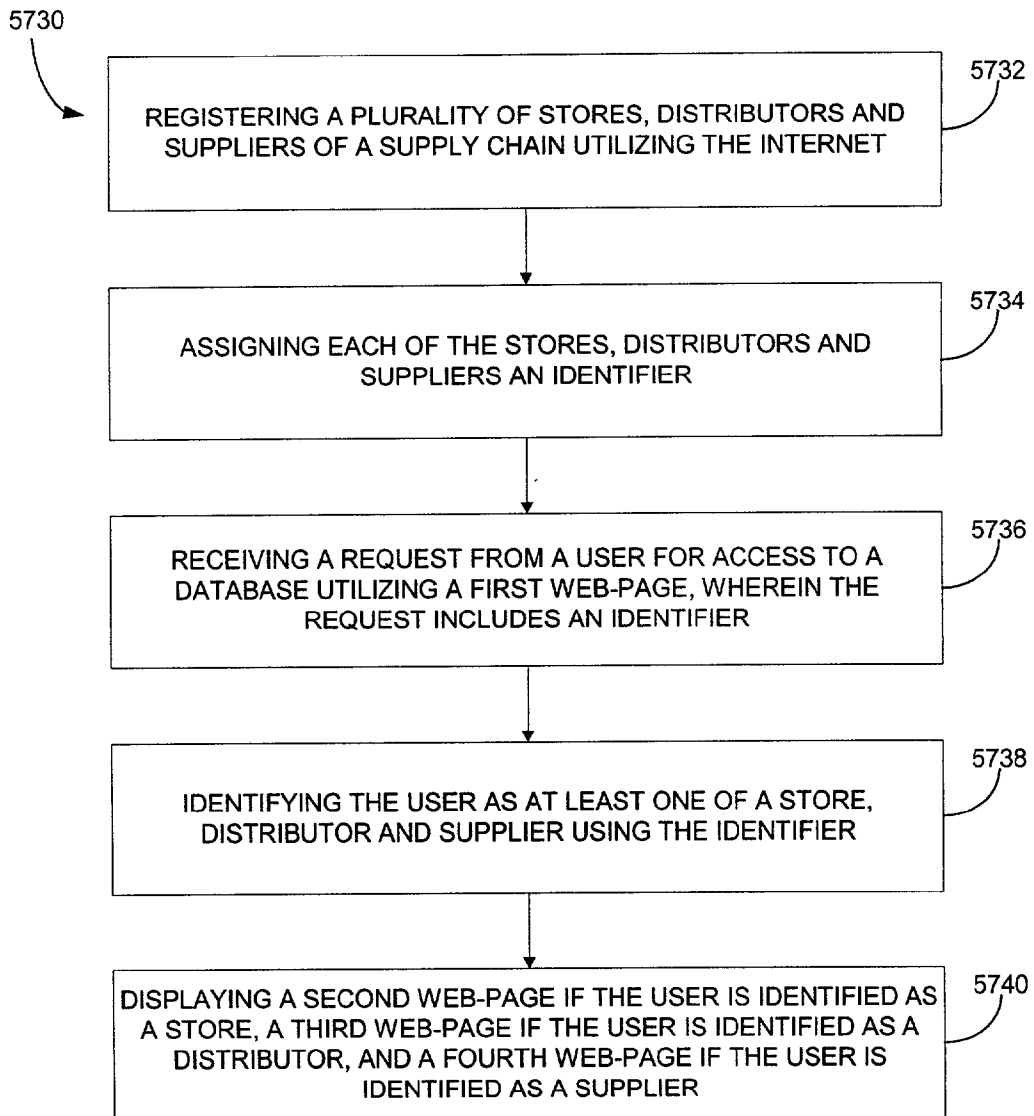 5730
5732
REGISTERING A PLURALITY OF STORES, DISTRIBUTORS AND
SUPPLIERS OF A SUPPLY CHAIN UTILIZING THE INTERNET
5734
ASSIGNING EACH OF THE STORES, DISTRIBUTORS AND
SUPPLIERS AN IDENTIFIER
5736
RECEIVING A REQUEST FROM A USER FOR ACCESS TO A
DATABASE UTILIZING A FIRST WEB-PAGE, WHEREIN THE
REQUEST INCLUDES AN IDENTIFIER
5738
IDENTIFYING THE USER AS AT LEAST ONE OF A STORE,
DISTRIBUTOR AND SUPPLIER USING THE IDENTIFIER
5740
DISPLAYING A SECOND WEB-PAGE IF THE USER IS IDENTIFIED AS
A STORE, A THIRD WEB-PAGE IF THE USER IS IDENTIFIED AS A
DISTRIBUTOR, AND A FOURTH WEB-PAGE IF THE USER IS
IDENTIFIED AS A SUPPLIER